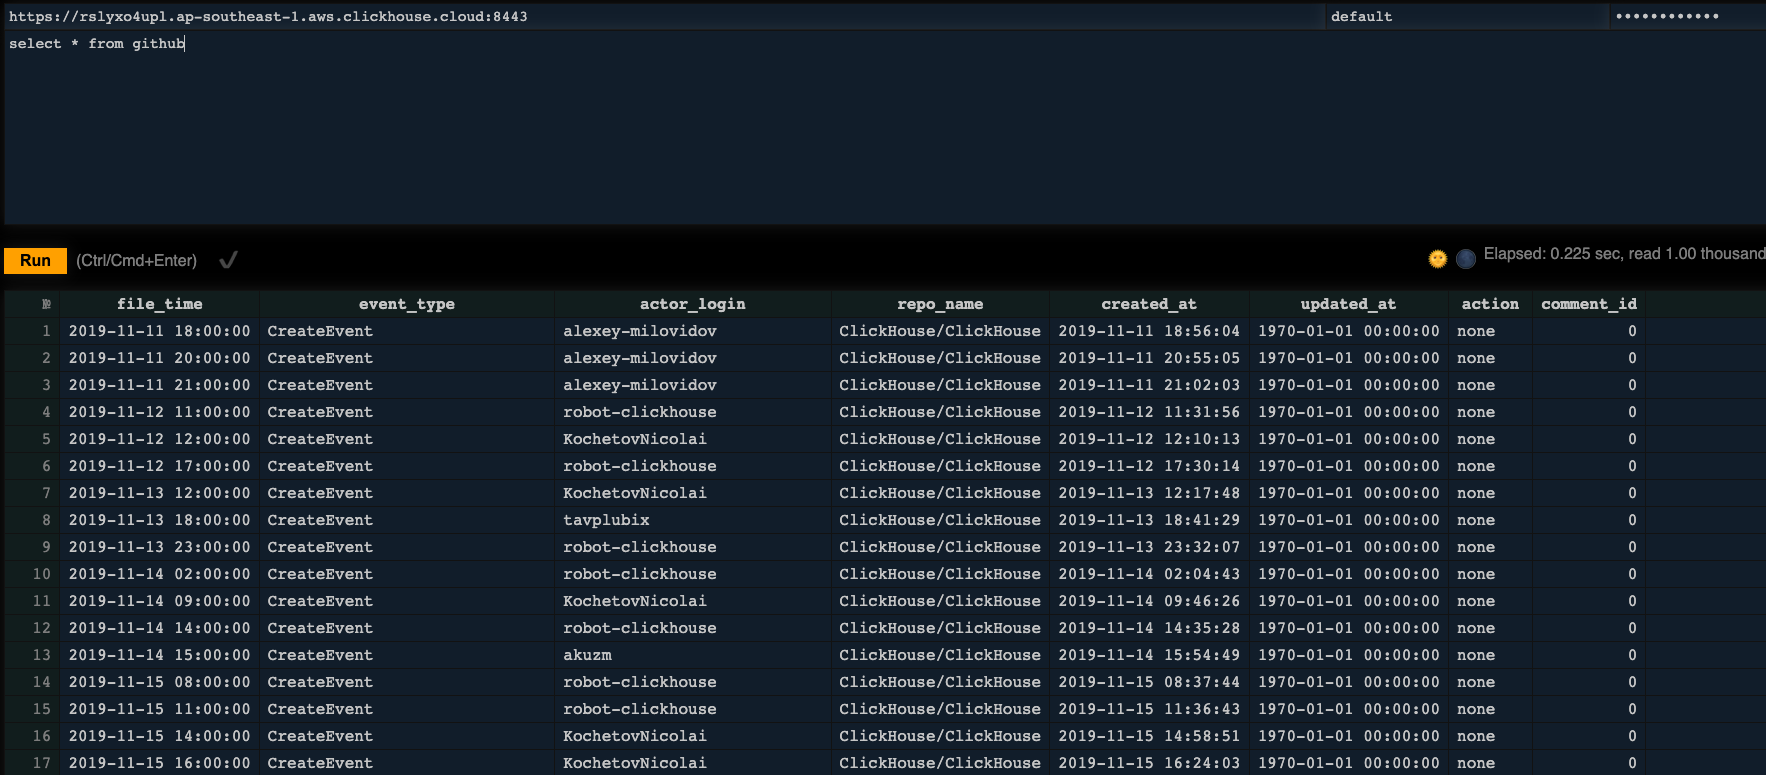 https://rslyxo4upl.ap-southeast-1.aws.clickhouse.cloud:8443 default ••••••••••••
select * from github
Run (Ctrl/Cmd+Enter) ✔ Elapsed: 0.225 sec, read 1.00 thousand
№ file_time event_type actor_login repo_name created_at updated_at action comment_id
1 2019-11-11 18:00:00 CreateEvent alexey-milovidov ClickHouse/ClickHouse 2019-11-11 18:56:04 1970-01-01 00:00:00 none 0
2 2019-11-11 20:00:00 CreateEvent alexey-milovidov ClickHouse/ClickHouse 2019-11-11 20:55:05 1970-01-01 00:00:00 none 0
3 2019-11-11 21:00:00 CreateEvent alexey-milovidov ClickHouse/ClickHouse 2019-11-11 21:02:03 1970-01-01 00:00:00 none 0
4 2019-11-12 11:00:00 CreateEvent robot-clickhouse ClickHouse/ClickHouse 2019-11-12 11:31:56 1970-01-01 00:00:00 none 0
5 2019-11-12 12:00:00 CreateEvent KochetovNicolai ClickHouse/ClickHouse 2019-11-12 12:10:13 1970-01-01 00:00:00 none 0
6 2019-11-12 17:00:00 CreateEvent robot-clickhouse ClickHouse/ClickHouse 2019-11-12 17:30:14 1970-01-01 00:00:00 none 0
7 2019-11-13 12:00:00 CreateEvent KochetovNicolai ClickHouse/ClickHouse 2019-11-13 12:17:48 1970-01-01 00:00:00 none 0
8 2019-11-13 18:00:00 CreateEvent tavplubix ClickHouse/ClickHouse 2019-11-13 18:41:29 1970-01-01 00:00:00 none 0
9 2019-11-13 23:00:00 CreateEvent robot-clickhouse ClickHouse/ClickHouse 2019-11-13 23:32:07 1970-01-01 00:00:00 none 0
10 2019-11-14 02:00:00 CreateEvent robot-clickhouse ClickHouse/ClickHouse 2019-11-14 02:04:43 1970-01-01 00:00:00 none 0
11 2019-11-14 09:00:00 CreateEvent KochetovNicolai ClickHouse/ClickHouse 2019-11-14 09:46:26 1970-01-01 00:00:00 none 0
12 2019-11-14 14:00:00 CreateEvent robot-clickhouse ClickHouse/ClickHouse 2019-11-14 14:35:28 1970-01-01 00:00:00 none 0
13 2019-11-14 15:00:00 CreateEvent akuzm ClickHouse/ClickHouse 2019-11-14 15:54:49 1970-01-01 00:00:00 none 0
14 2019-11-15 08:00:00 CreateEvent robot-clickhouse ClickHouse/ClickHouse 2019-11-15 08:37:44 1970-01-01 00:00:00 none 0
15 2019-11-15 11:00:00 CreateEvent robot-clickhouse ClickHouse/ClickHouse 2019-11-15 11:36:43 1970-01-01 00:00:00 none 0
16 2019-11-15 14:00:00 CreateEvent KochetovNicolai ClickHouse/ClickHouse 2019-11-15 14:58:51 1970-01-01 00:00:00 none 0
17 2019-11-15 16:00:00 CreateEvent KochetovNicolai ClickHouse/ClickHouse 2019-11-15 16:24:03 1970-01-01 00:00:00 none 0